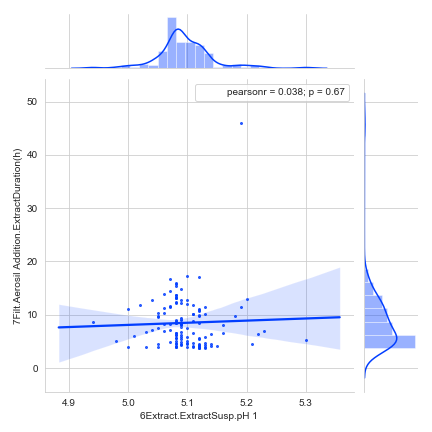 pearsonr = 0.038; p = 0.67
50
40
30
20
10
0
7Filt.Aerosil Addition.ExtractDuration(h)
4.9 5.0 5.1 5.2 5.3
6Extract.ExtractSusp.pH 1